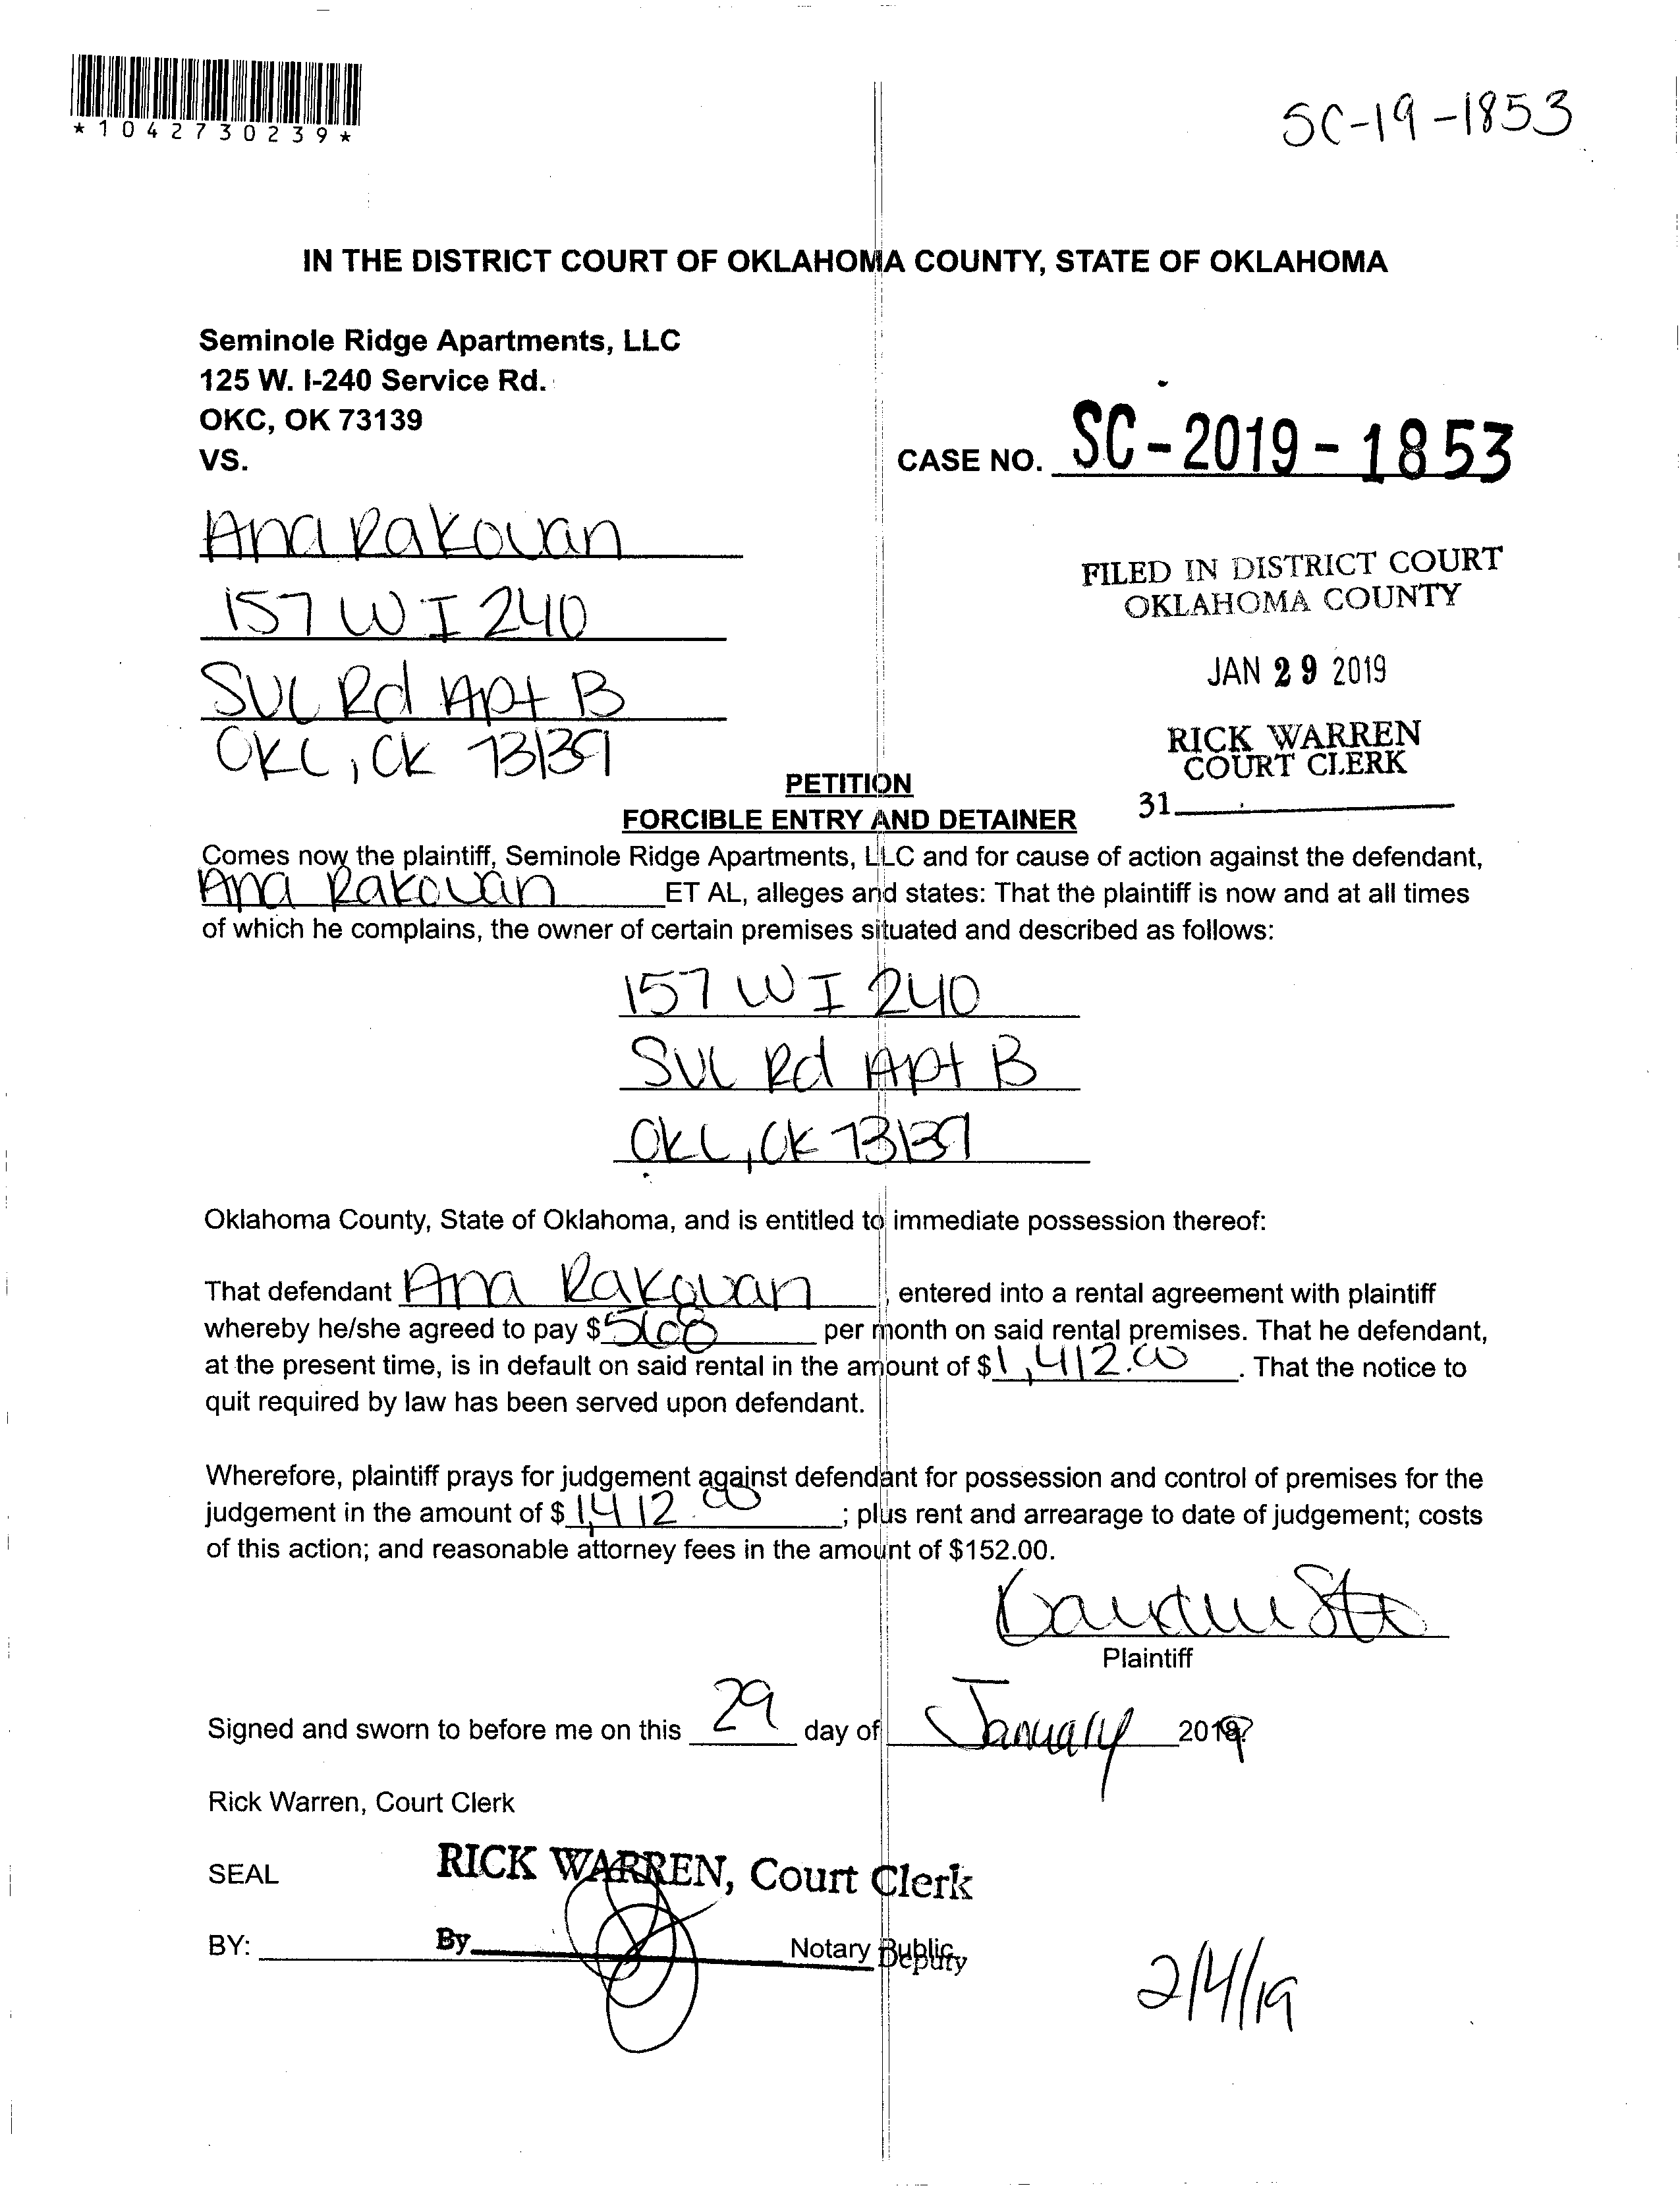 *1042730239*
SC-19-1853
IN THE DISTRICT COURT OF OKLAHOMA COUNTY, STATE OF OKLAHOMA
Seminole Ridge Apartments, LLC
125 W. I-240 Service Rd.
OKC, OK 73139
VS.
CASE NO. SC-2019-1853
Ana Rakovan
157 W I 240
SVC Rd Apt B
OKC, OK 73139
FILED IN DISTRICT COURT
OKLAHOMA COUNTY
JAN 29 2019
RICK WARREN
COURT CLERK
31
PETITION
FORCIBLE ENTRY AND DETAINER
Comes now the plaintiff, Seminole Ridge Apartments, LLC and for cause of action against the defendant,
Ana Rakovan ET AL, alleges and states: That the plaintiff is now and at all times
of which he complains, the owner of certain premises situated and described as follows:
157 W I 240
SVC Rd Apt B
OKC, OK 73139
Oklahoma County, State of Oklahoma, and is entitled to immediate possession thereof:
That defendant Ana Rakovan, entered into a rental agreement with plaintiff
whereby he/she agreed to pay $568 per month on said rental premises. That he defendant,
at the present time, is in default on said rental in the amount of $1,412.00. That the notice to
quit required by law has been served upon defendant.
Wherefore, plaintiff prays for judgement against defendant for possession and control of premises for the
judgement in the amount of $1,412.00; plus rent and arrearage to date of judgement; costs
of this action; and reasonable attorney fees in the amount of $152.00.
Plaintiff
Signed and sworn to before me on this 29 day of January 2019
Rick Warren, Court Clerk
SEAL
RICK WARREN, Court Clerk
BY: By Notary Public Deputy
2/4/19